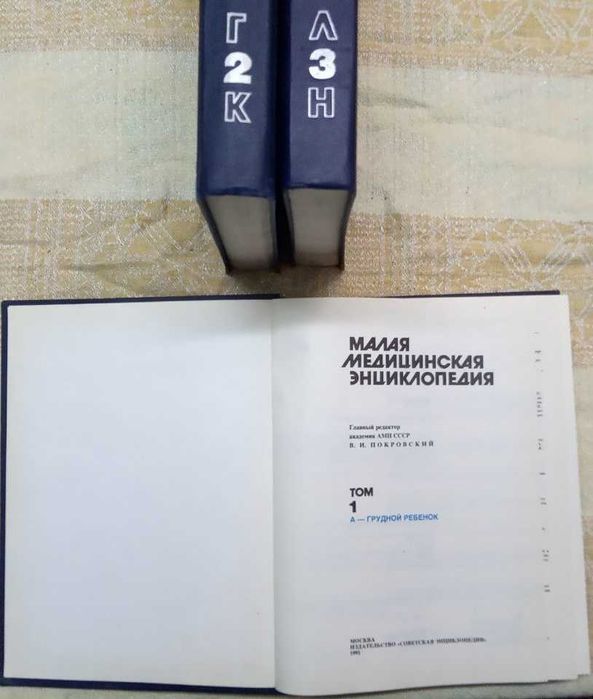 Г
2
К
Л
3
Н
МАЛАЯ
МЕДИЦИНСКАЯ
ЭНЦИКЛОПЕДИЯ
Главный редактор
академик АМН СССР
В. И. ПОКРОВСКИЙ
ТОМ
1
А — ГРУДНОЙ РЕБЕНОК
МОСКВА
ИЗДАТЕЛЬСТВО «СОВЕТСКАЯ ЭНЦИКЛОПЕДИЯ»
1991